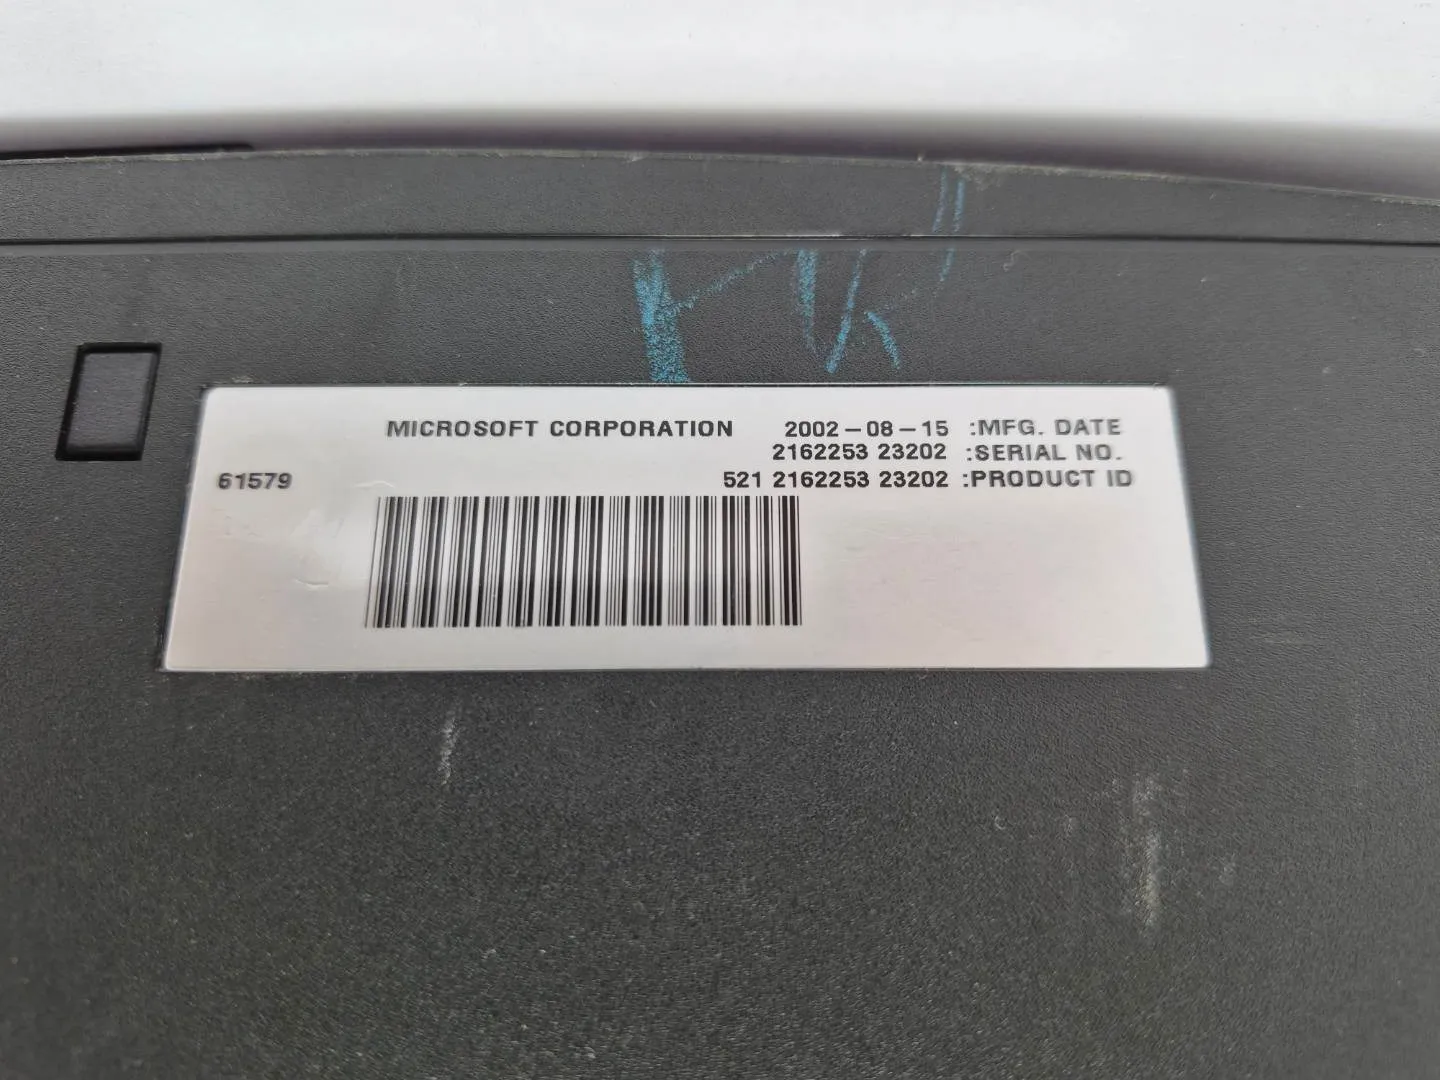 MICROSOFT CORPORATION 2002-08-15 :MFG. DATE
2162253 23202 :SERIAL NO.
61579 521 2162253 23202 :PRODUCT ID